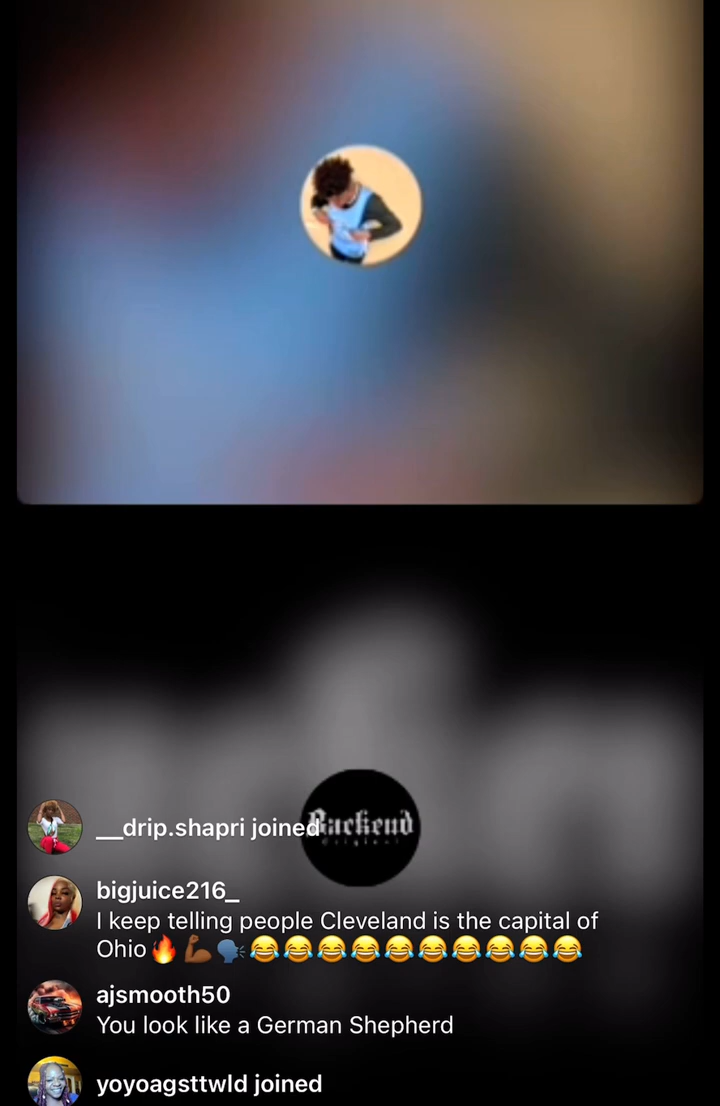 __drip.shapri joined
Backend
Original
bigjuice216_
I keep telling people Cleveland is the capital of
Ohio🔥💪🏾🗣️😂😂😂😂😂😂😂😂😂😂
ajsmooth50
You look like a German Shepherd
yoyoagsttwld joined